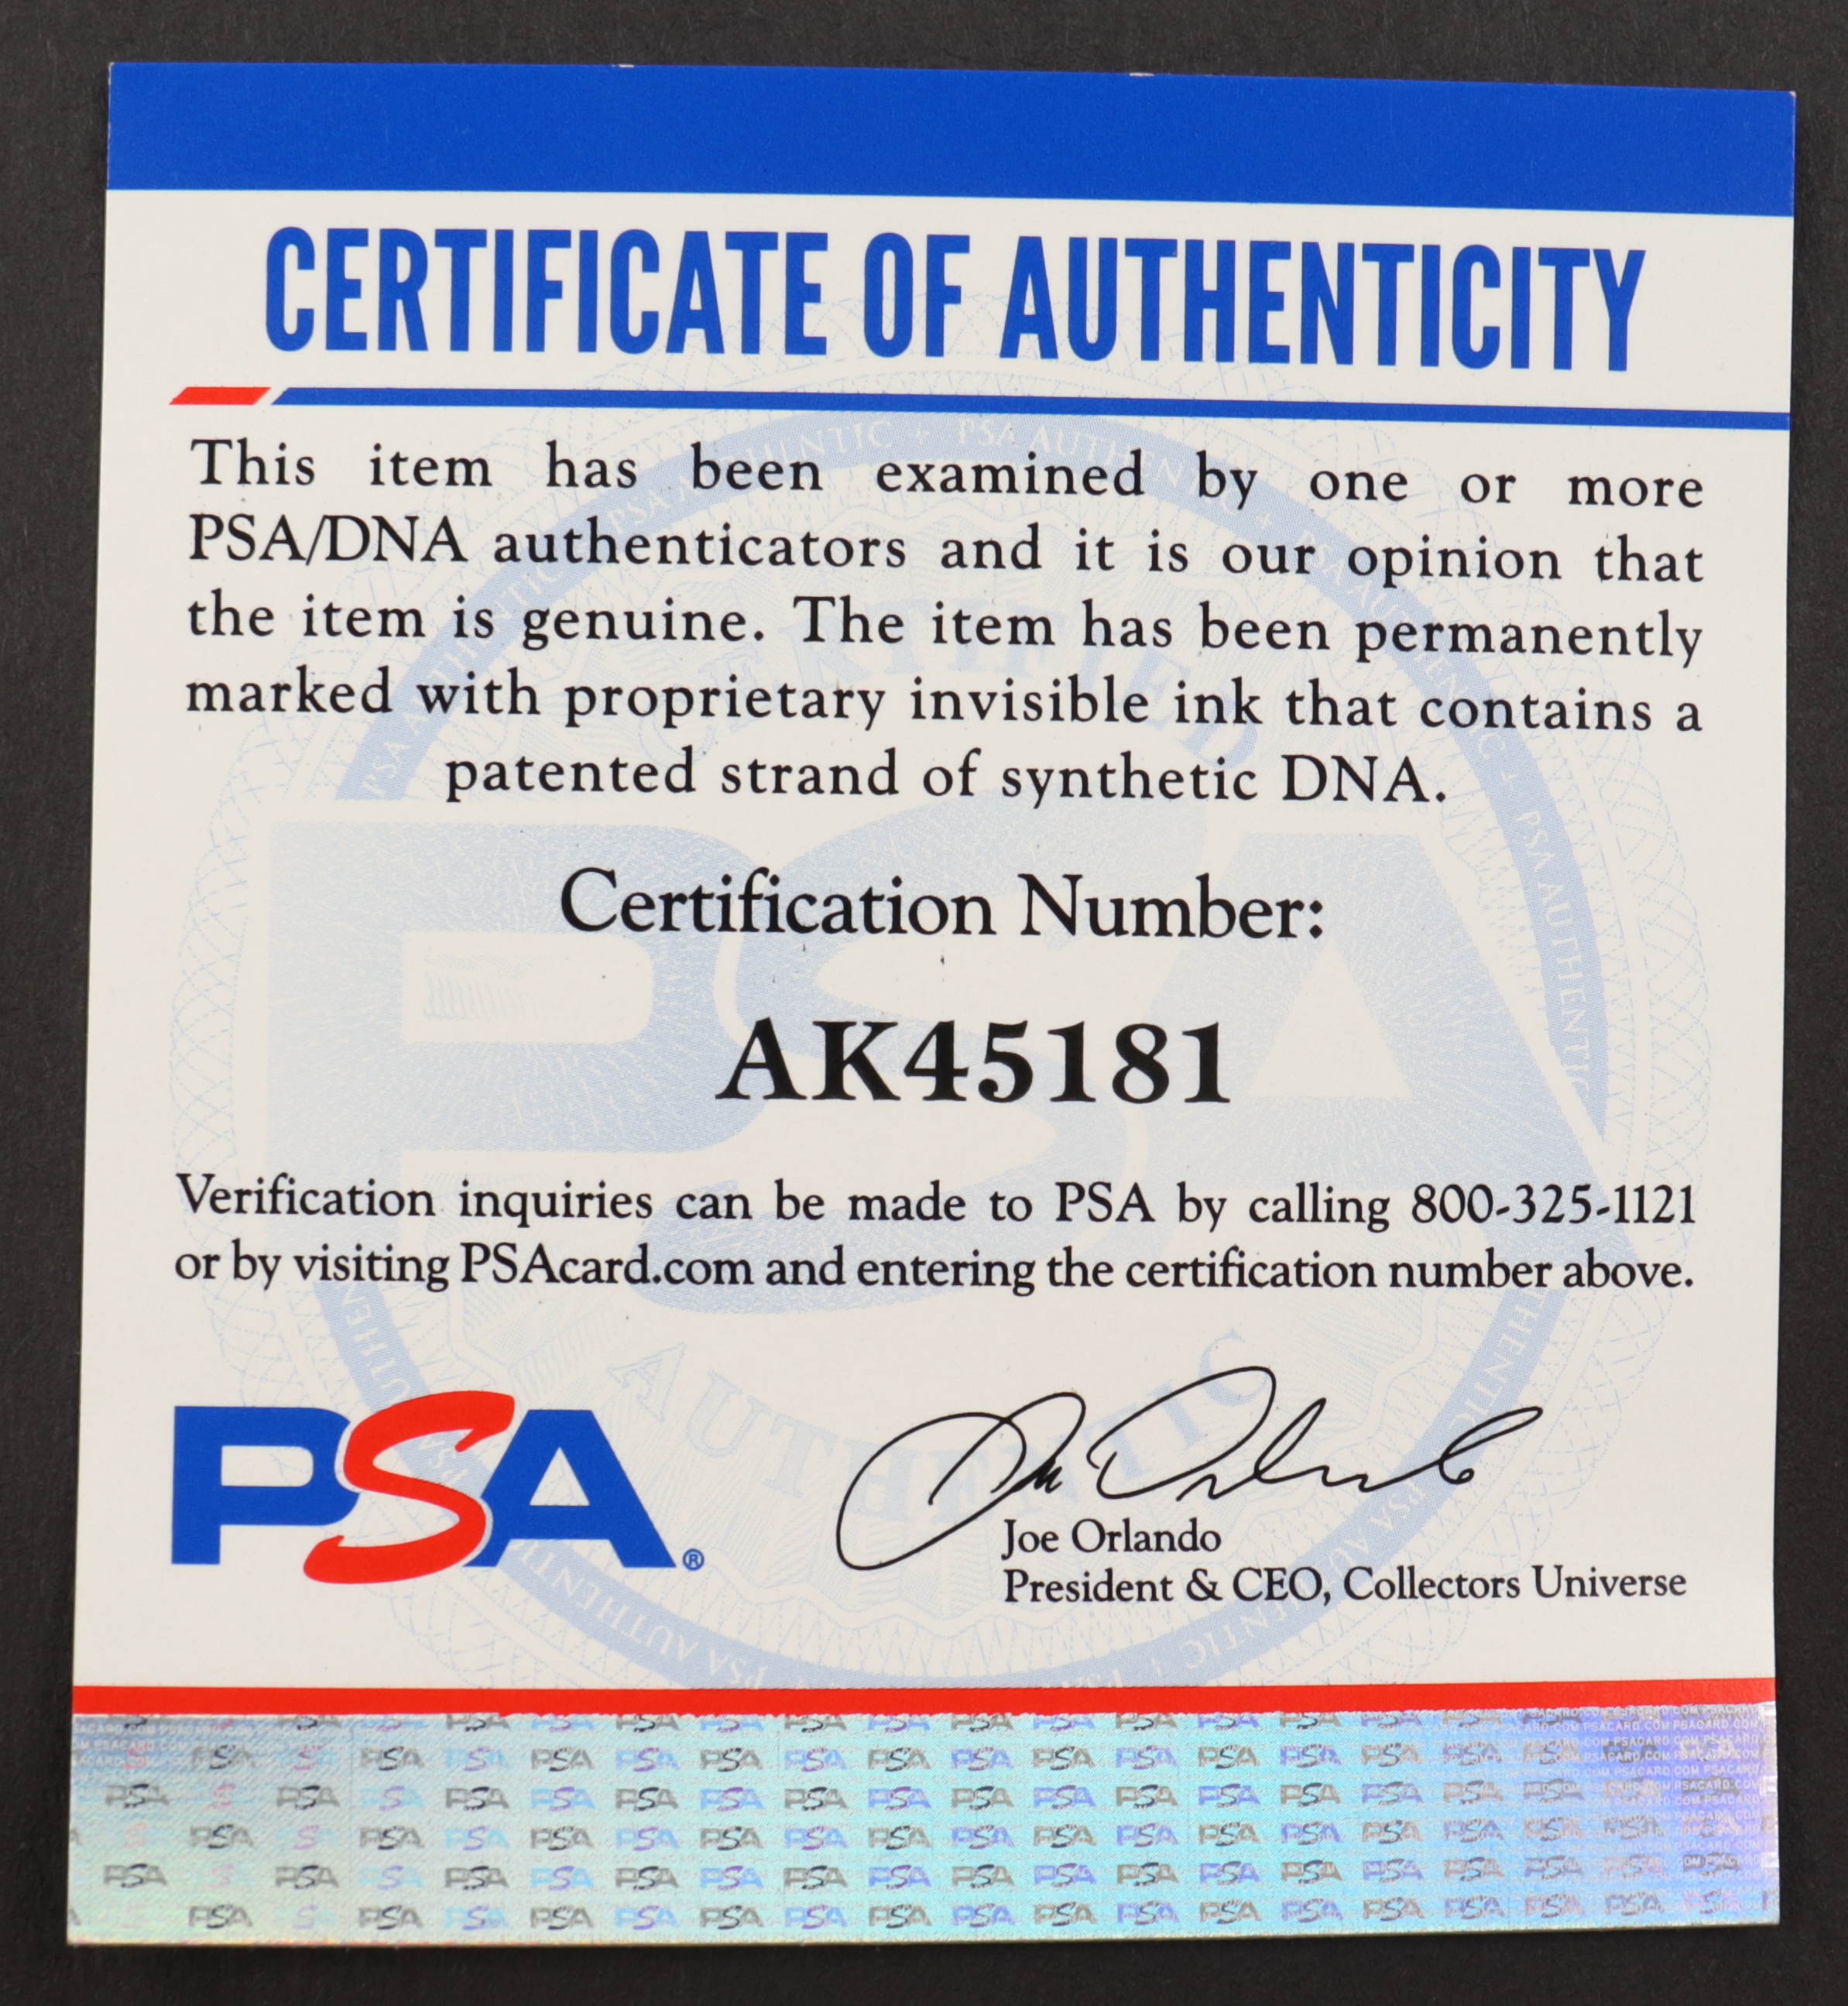 CERTIFICATE OF AUTHENTICITY
This item has been examined by one or more
PSA/DNA authenticators and it is our opinion that
the item is genuine. The item has been permanently
marked with proprietary invisible ink that contains a
patented strand of synthetic DNA.
Certification Number:
AK45181
Verification inquiries can be made to PSA by calling 800-325-1121
or by visiting PSAcard.com and entering the certification number above.
PSA®
Joe Orlando
President & CEO, Collectors Universe